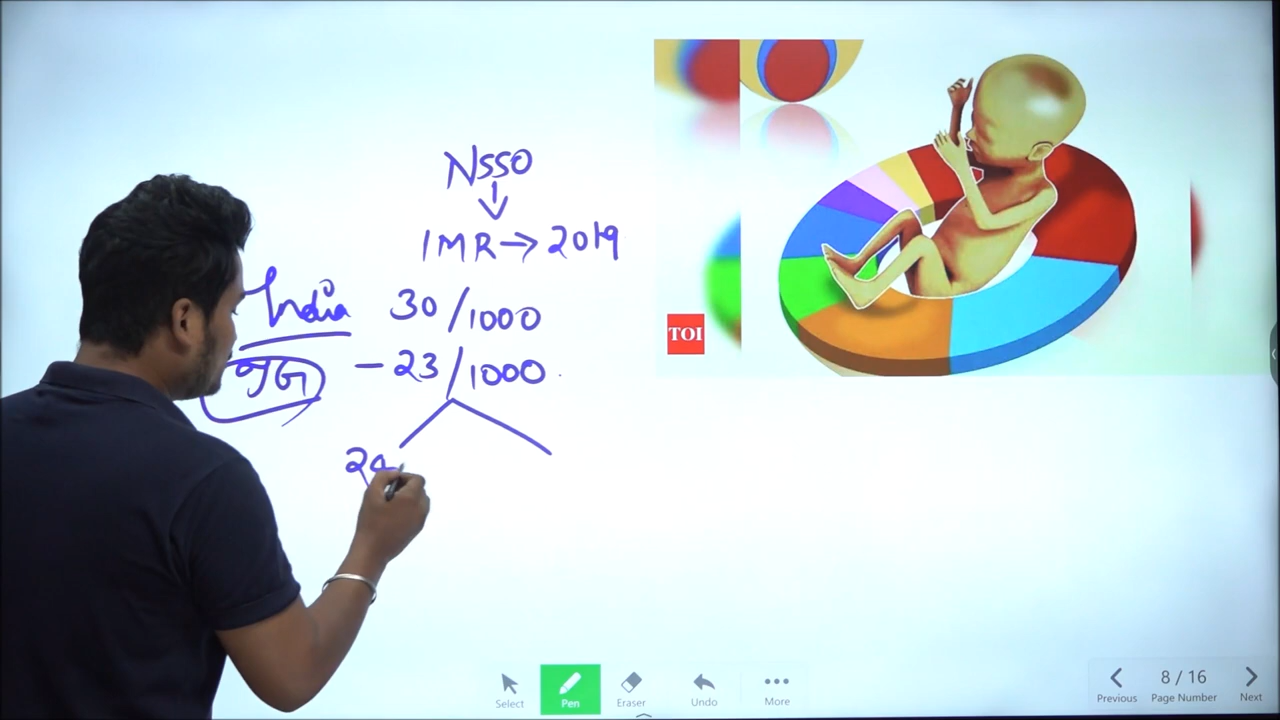 NSSO
IMR → 2019
India 30/1000
- 23/1000
TOI
Select
Pen
Eraser
Undo
More
Previous
8 / 16
Page Number
Next